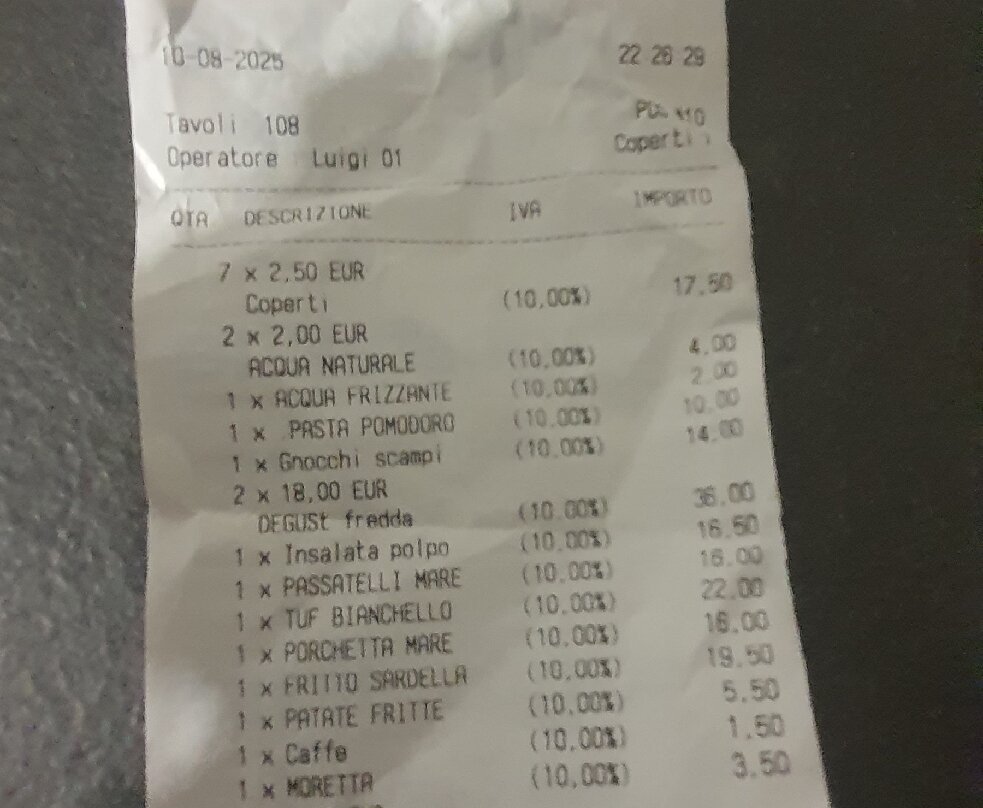 10-08-2025 22 26 29
Tavoli 108
Operatore Luigi 01 Coperti
QTA DESCRIZIONE IVA IMPORTO
7 x 2,50 EUR
Coperti (10,00%) 17,50
2 x 2,00 EUR
ACQUA NATURALE (10,00%) 4,00
1 x ACQUA FRIZZANTE (10,00%) 2,00
1 x PASTA POMODORO (10,00%) 10,00
1 x Gnocchi scampi (10,00%) 14,00
2 x 18,00 EUR
DEGUSt fredda (10,00%) 36,00
1 x Insalata polpo (10,00%) 16,50
1 x PASSATELLI MARE (10,00%) 16,00
1 x TUF BIANCHELLO (10,00%) 22,00
1 x PORCHETTA MARE (10,00%) 16,00
1 x FRITTO SARDELLA (10,00%) 19,50
1 x PATATE FRITTE (10,00%) 5,50
1 x Caffe (10,00%) 1,50
1 x MORETTA (10,00%) 3,50